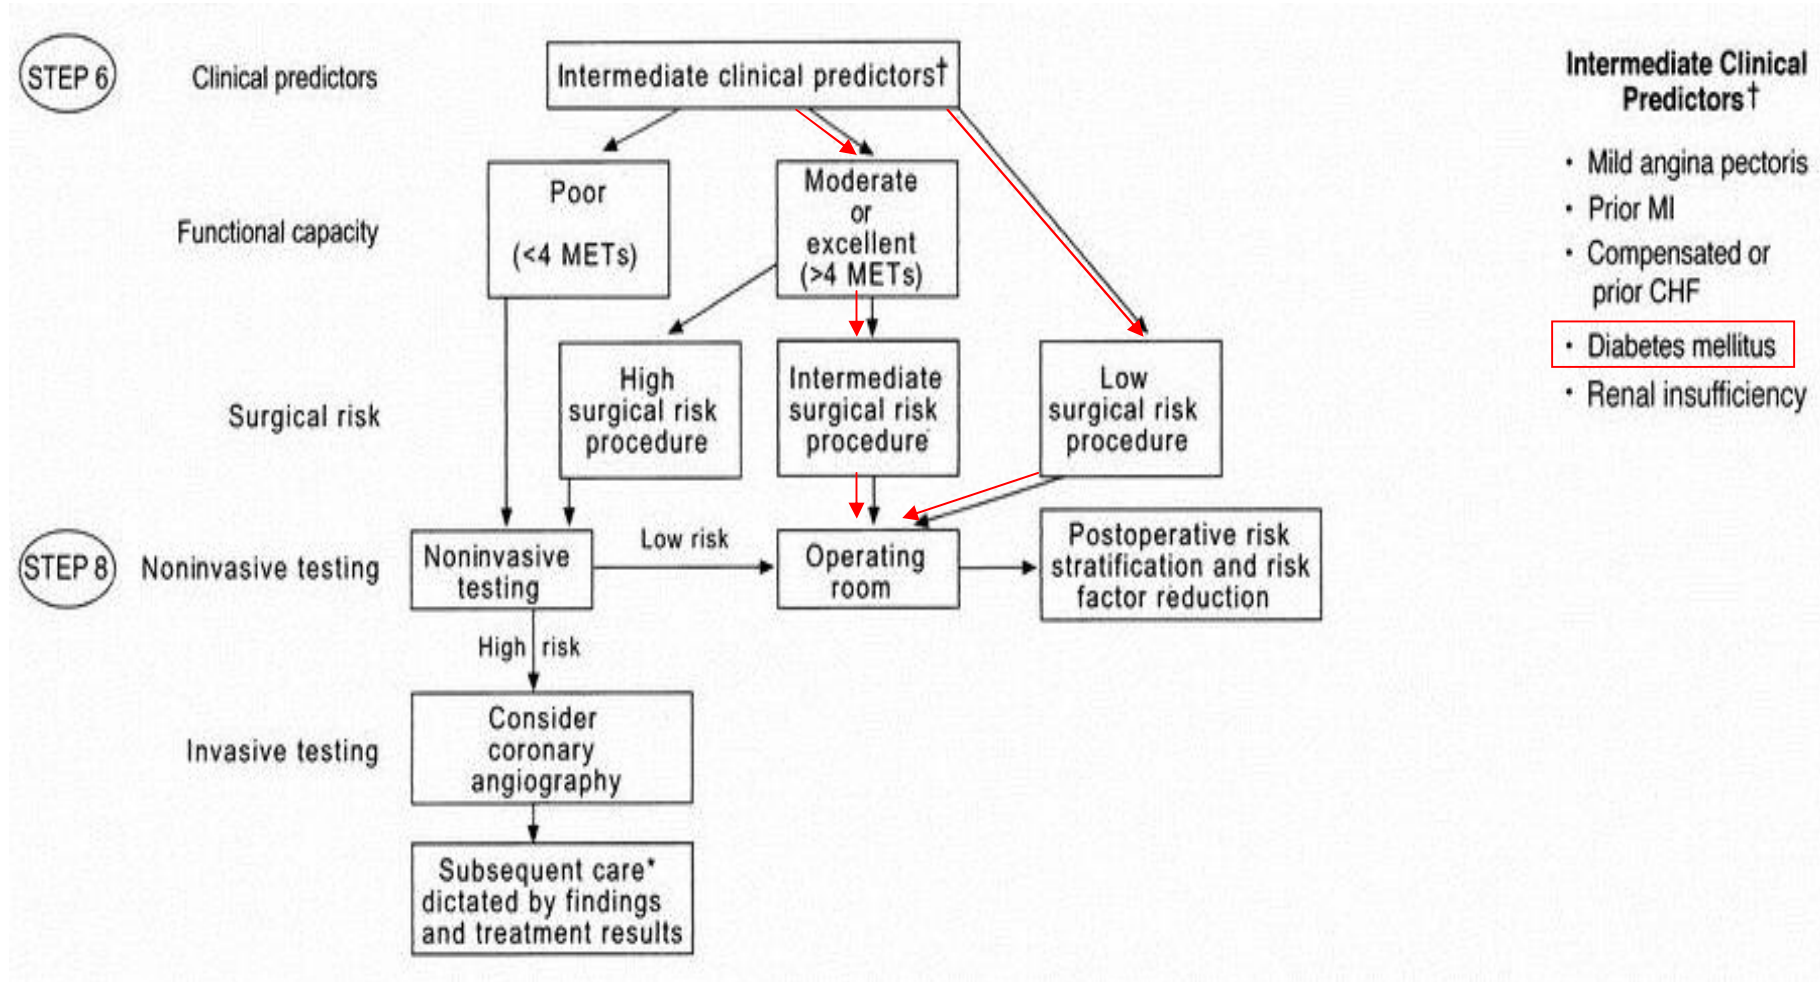 STEP 6
Clinical predictors
Intermediate clinical predictors†
Functional capacity
Poor
(<4 METs)
Moderate
or
excellent
(>4 METs)
Surgical risk
High
surgical risk
procedure
Intermediate
surgical risk
procedure
Low
surgical risk
procedure
STEP 8
Noninvasive testing
Noninvasive
testing
Low risk
Operating
room
Postoperative risk
stratification and risk
factor reduction
High risk
Invasive testing
Consider
coronary
angiography
Subsequent care*
dictated by findings
and treatment results
Intermediate Clinical
Predictors†
• Mild angina pectoris
• Prior MI
• Compensated or
prior CHF
• Diabetes mellitus
• Renal insufficiency